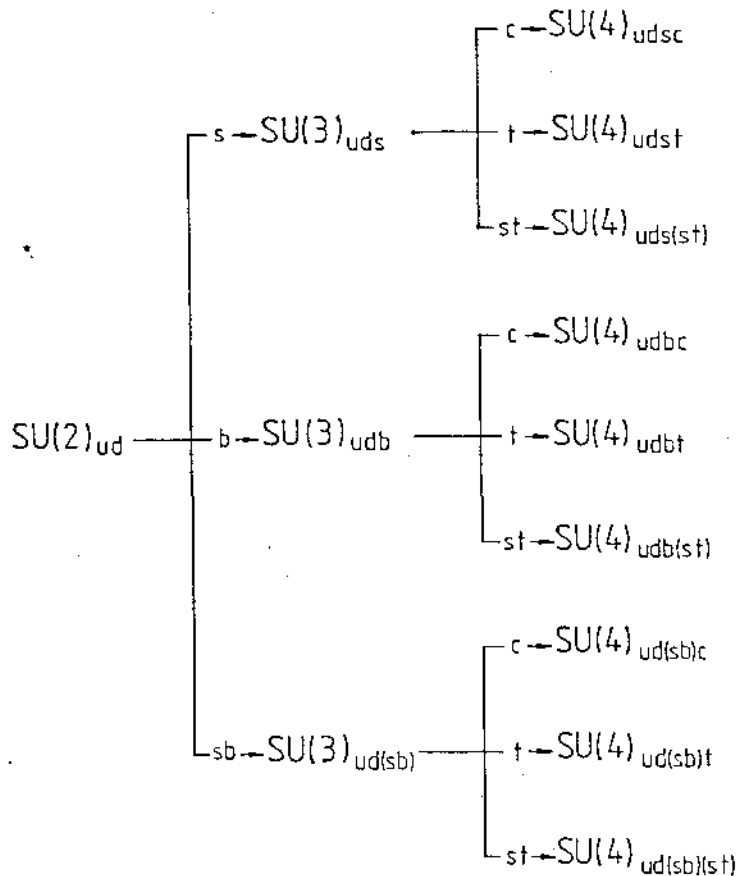 c → SU(4)udsc
s → SU(3)uds t → SU(4)udst
st → SU(4)uds(st)
c → SU(4)udbc
SU(2)ud b → SU(3)udb t → SU(4)udbt
st → SU(4)udb(st)
c → SU(4)ud(sb)c
sb → SU(3)ud(sb) t → SU(4)ud(sb)t
st → SU(4)ud(sb)(st)